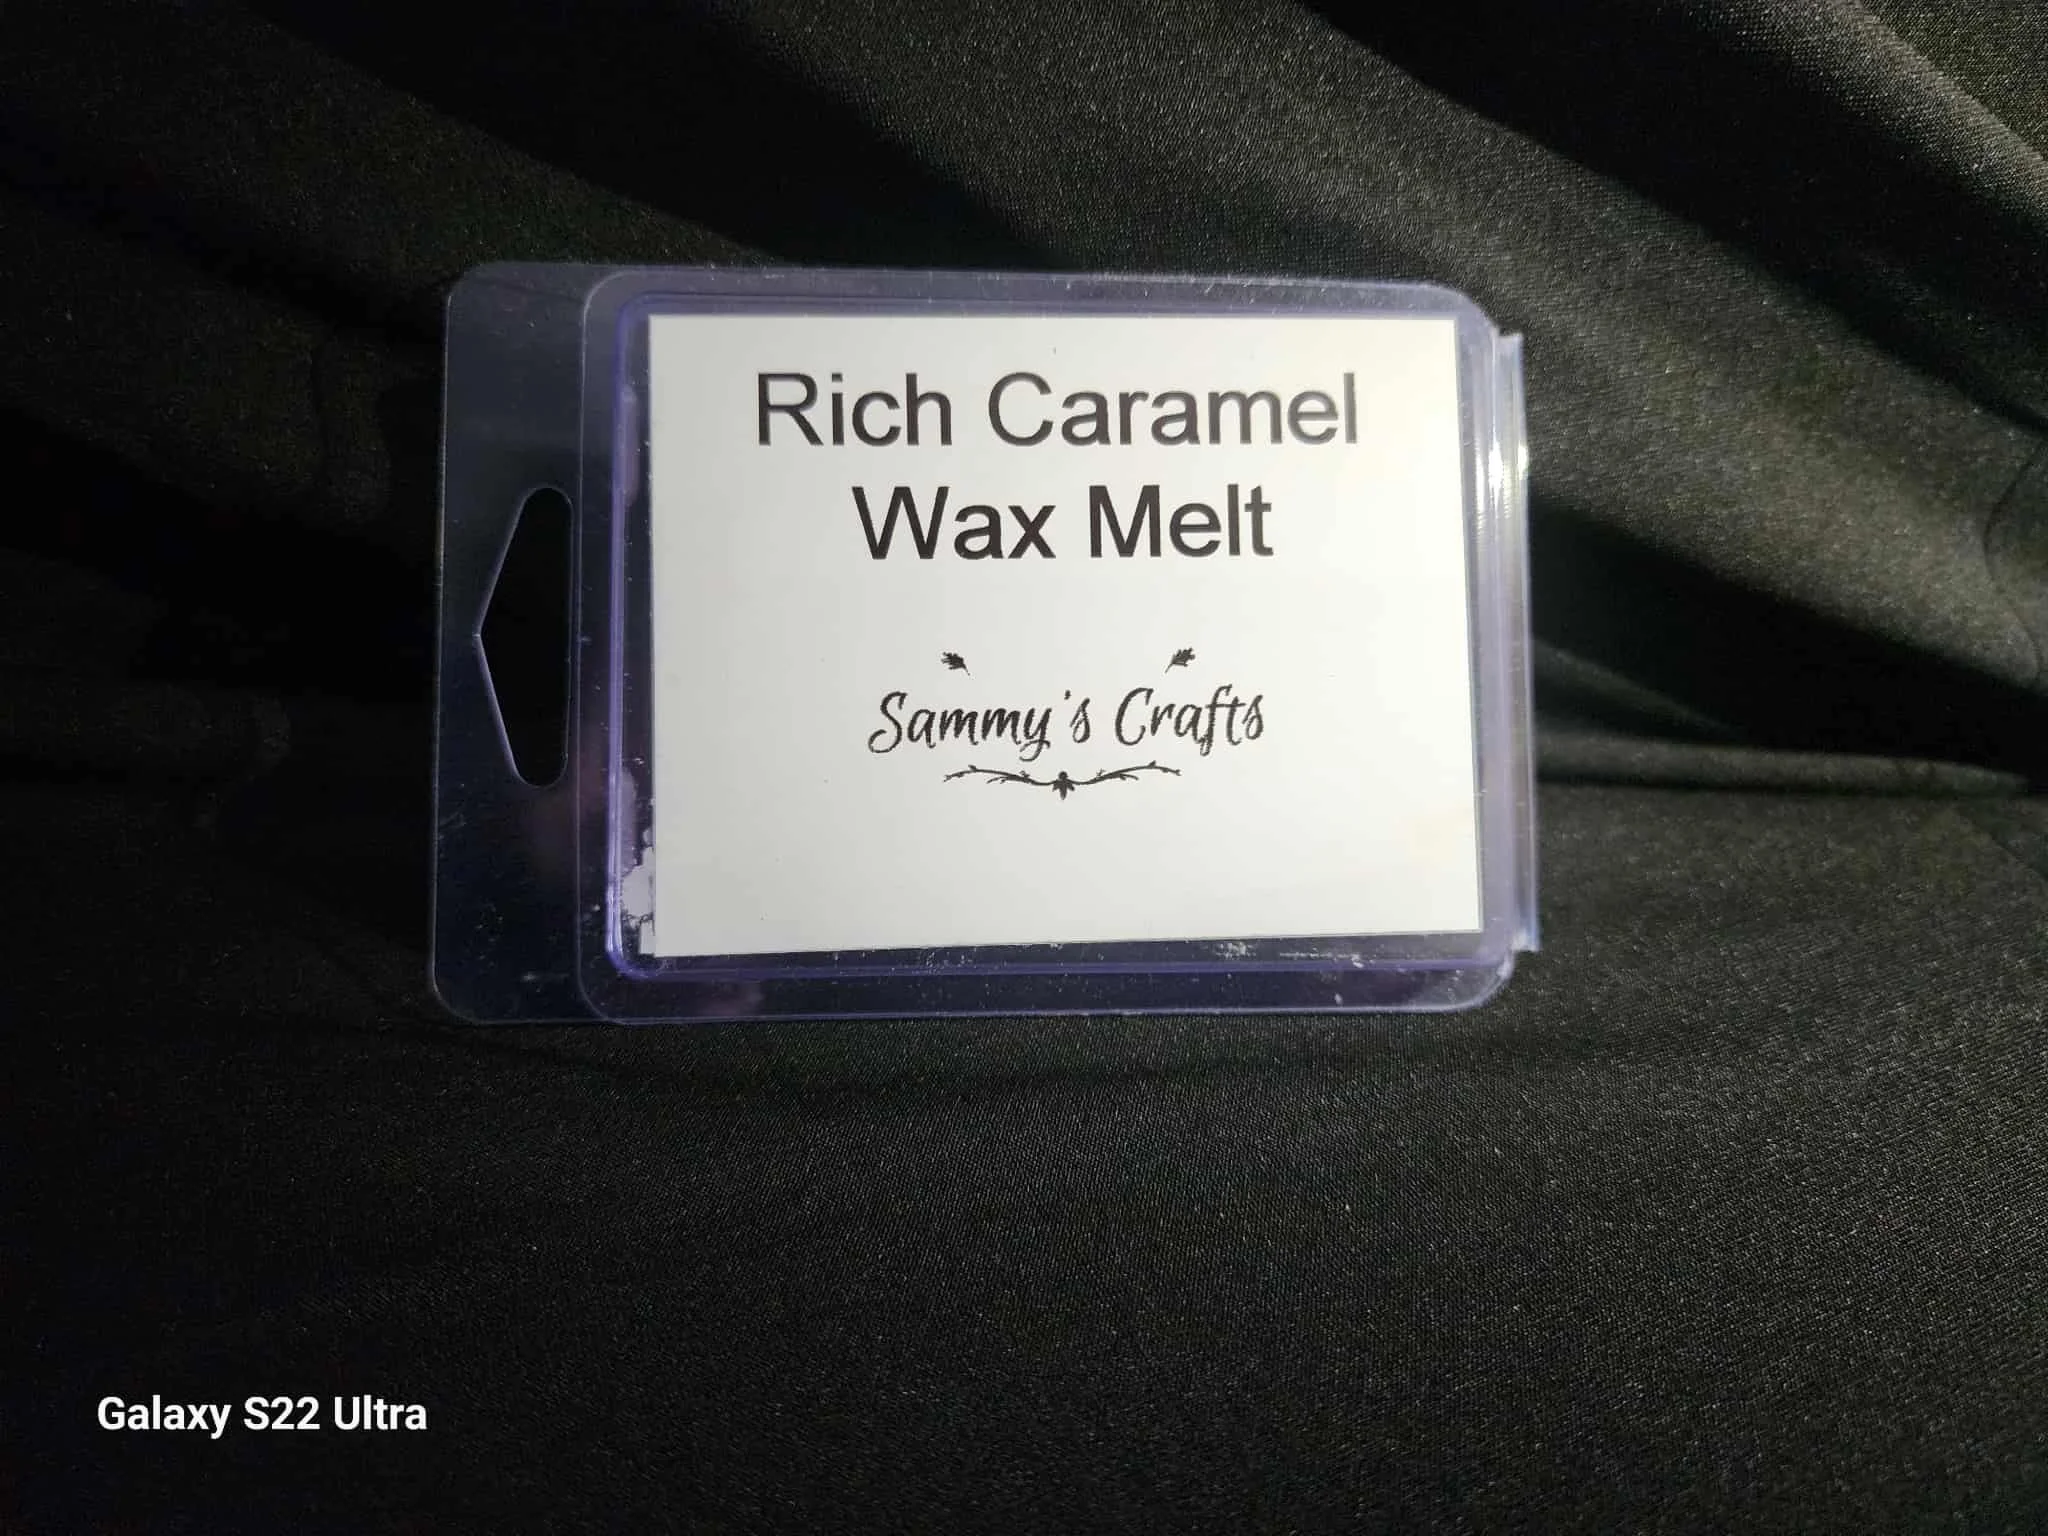 Rich Caramel
Wax Melt
Sammy's Crafts
Galaxy S22 Ultra